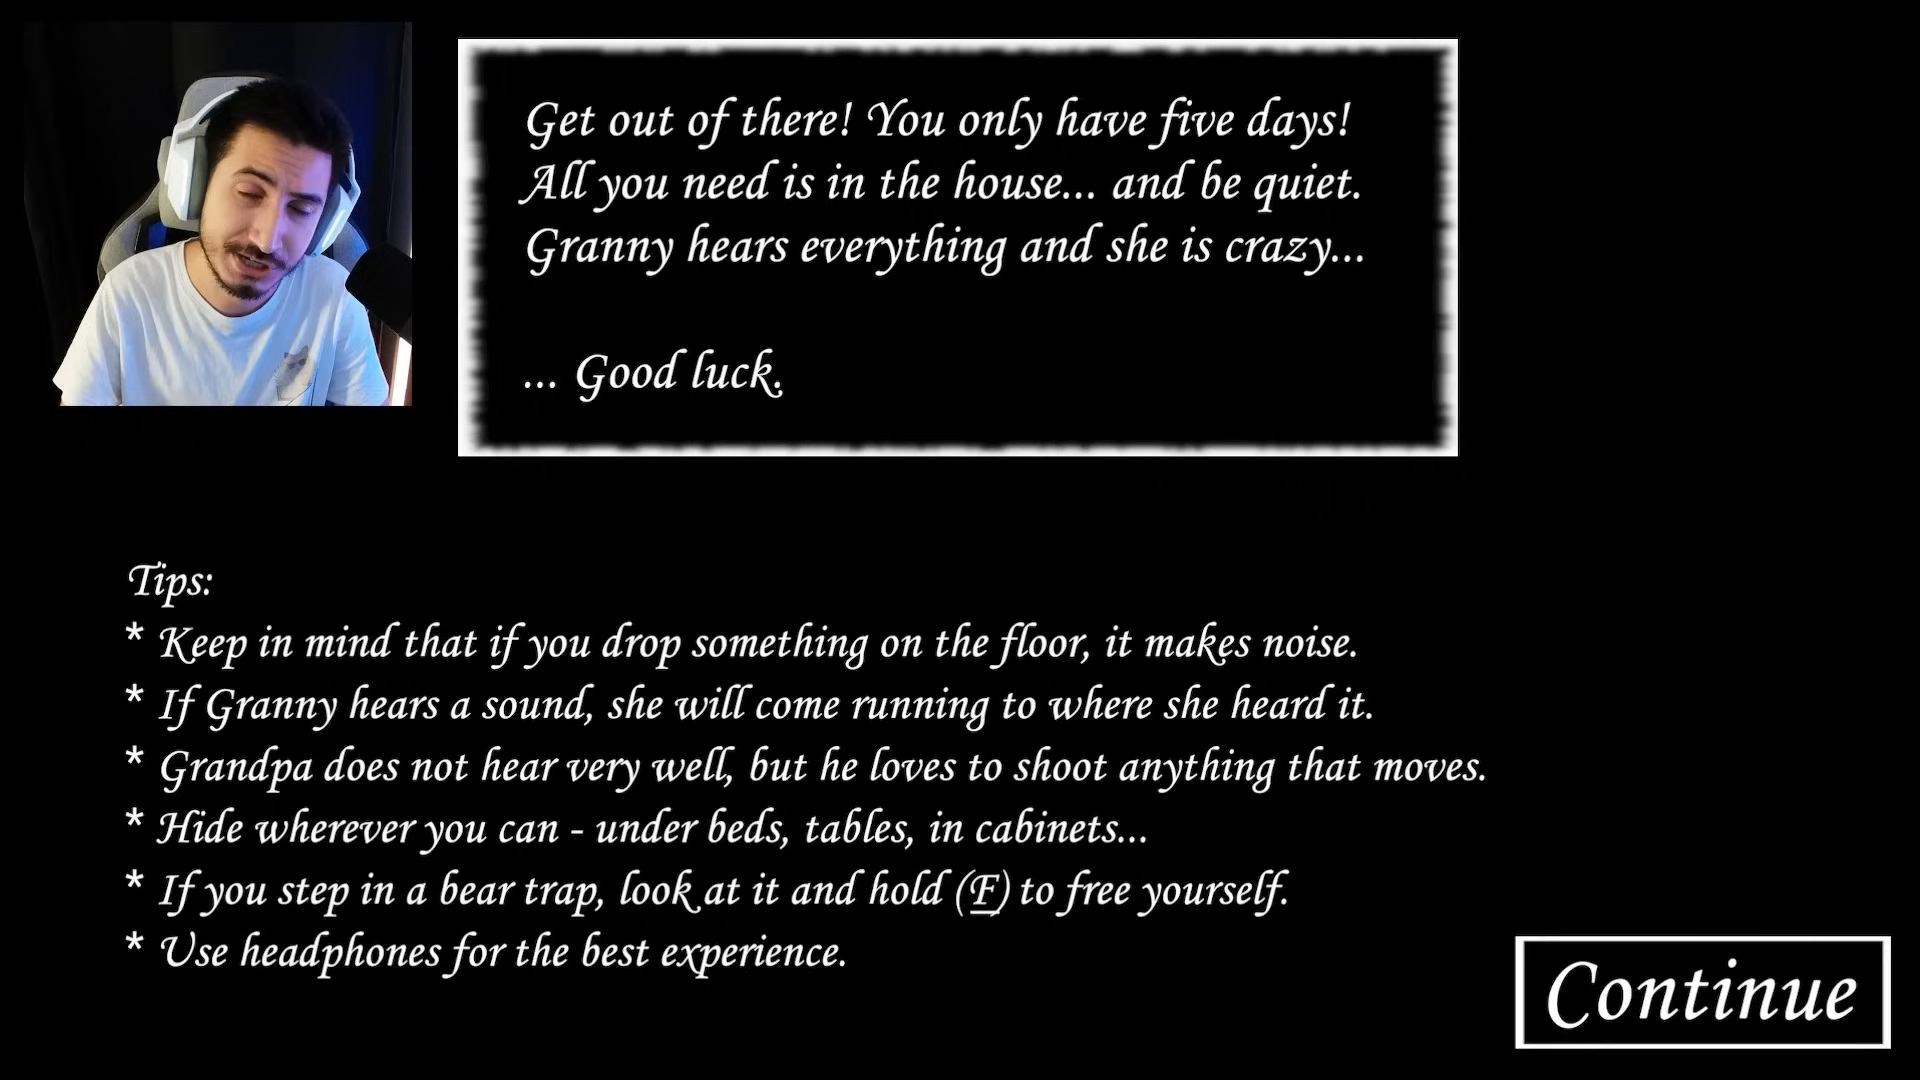 Get out of there! You only have five days!
All you need is in the house... and be quiet.
Granny hears everything and she is crazy...
... Good luck.
Tips:
* Keep in mind that if you drop something on the floor, it makes noise.
* If Granny hears a sound, she will come running to where she heard it.
* Grandpa does not hear very well, but he loves to shoot anything that moves.
* Hide wherever you can - under beds, tables, in cabinets...
* If you step in a bear trap, look at it and hold (F) to free yourself.
* Use headphones for the best experience.
Continue